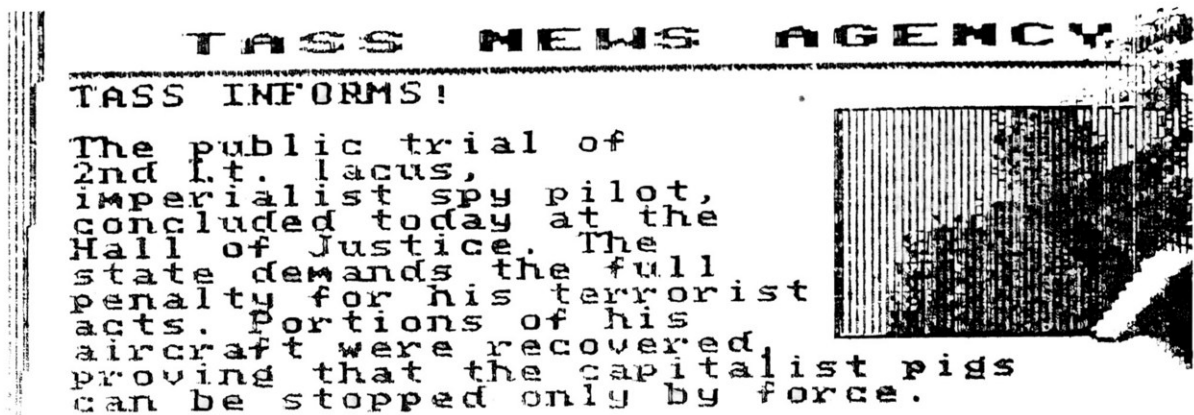 TASS NEWS AGENCY
TASS INFORMS!
The public trial of
2nd Lt. lacus,
imperialist spy pilot,
concluded today at the
Hall of Justice. The
state demands the full
penalty for his terrorist
acts. Portions of his
aircraft were recovered,
proving that the capitalist pigs
can be stopped only by force.